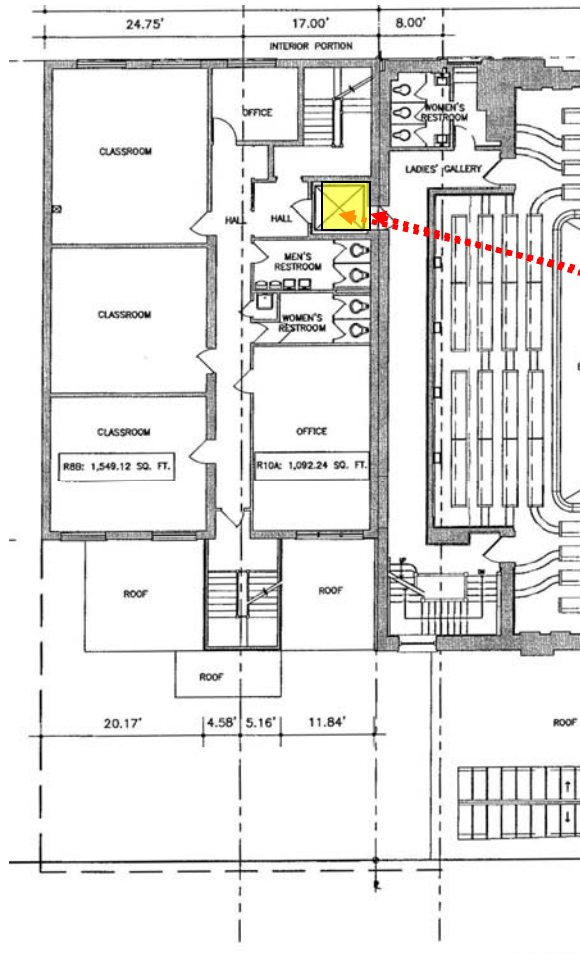 24.75' 17.00' 8.00'
INTERIOR PORTION
OFFICE
WOMEN'S
RESTROOM
CLASSROOM
LADIES' GALLERY
HALL
HALL
MEN'S
RESTROOM
CLASSROOM
WOMEN'S
RESTROOM
CLASSROOM
OFFICE
R8B: 1,549.12 SQ. FT.
R10A: 1,092.24 SQ. FT.
UP
DN
ROOF
ROOF
ROOF
20.17' 4.58' 5.16' 11.84'
ROOF